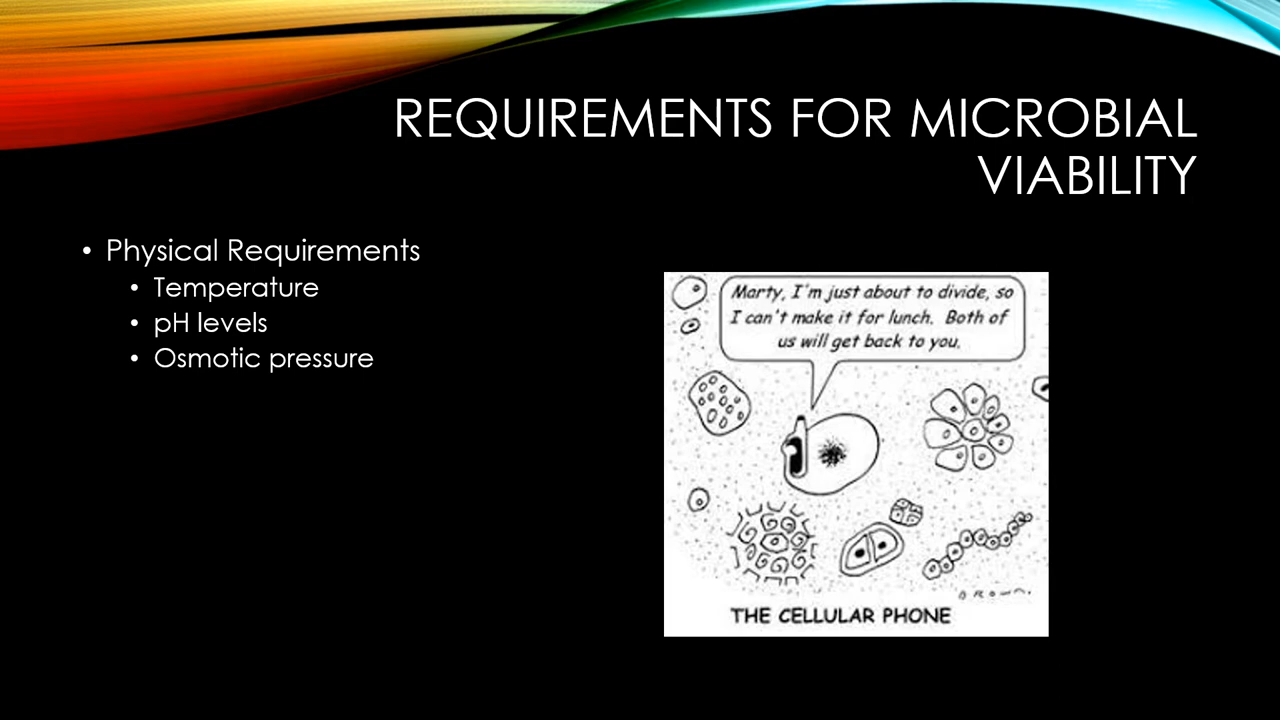 REQUIREMENTS FOR MICROBIAL
VIABILITY
• Physical Requirements
• Temperature
• pH levels
• Osmotic pressure
Marty, I'm just about to divide, so
I can't make it for lunch. Both of
us will get back to you.
BROWN.
THE CELLULAR PHONE